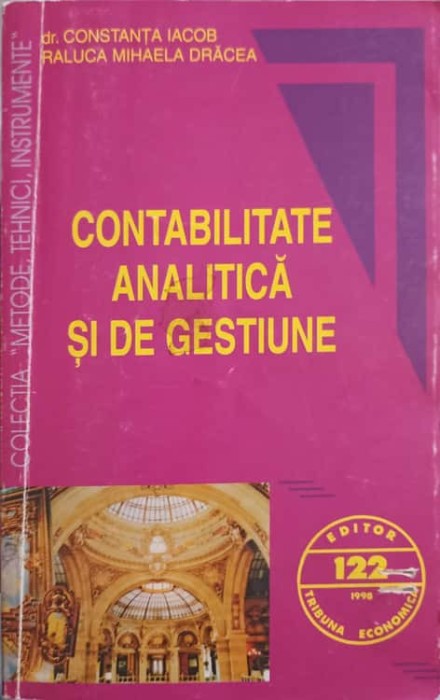 dr. CONSTANȚA IACOB
RALUCA MIHAELA DRĂCEA
COLECȚIA "METODE, TEHNICI, INSTRUMENTE"
CONTABILITATE
ANALITICĂ
ȘI DE GESTIUNE
EDITOR
122
1998
TRIBUNA ECONOMICĂ